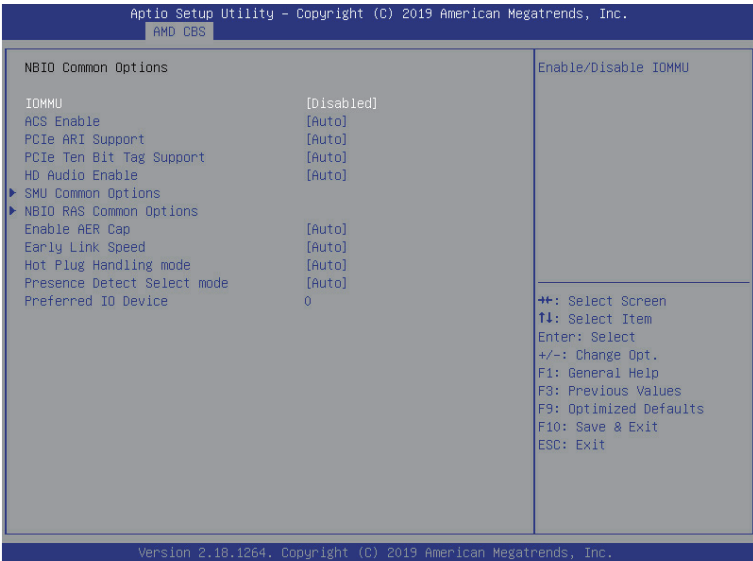 Aptio Setup Utility – Copyright (C) 2019 American Megatrends, Inc.
AMD CBS
NBIO Common Options
IOMMU [Disabled]
ACS Enable [Auto]
PCIe ARI Support [Auto]
PCIe Ten Bit Tag Support [Auto]
HD Audio Enable [Auto]
SMU Common Options
NBIO RAS Common Options
Enable AER Cap [Auto]
Early Link Speed [Auto]
Hot Plug Handling mode [Auto]
Presence Detect Select mode [Auto]
Preferred IO Device 0
Enable/Disable IOMMU
→←: Select Screen
↑↓: Select Item
Enter: Select
+/-: Change Opt.
F1: General Help
F3: Previous Values
F9: Optimized Defaults
F10: Save & Exit
ESC: Exit
Version 2.18.1264. Copyright (C) 2019 American Megatrends, Inc.